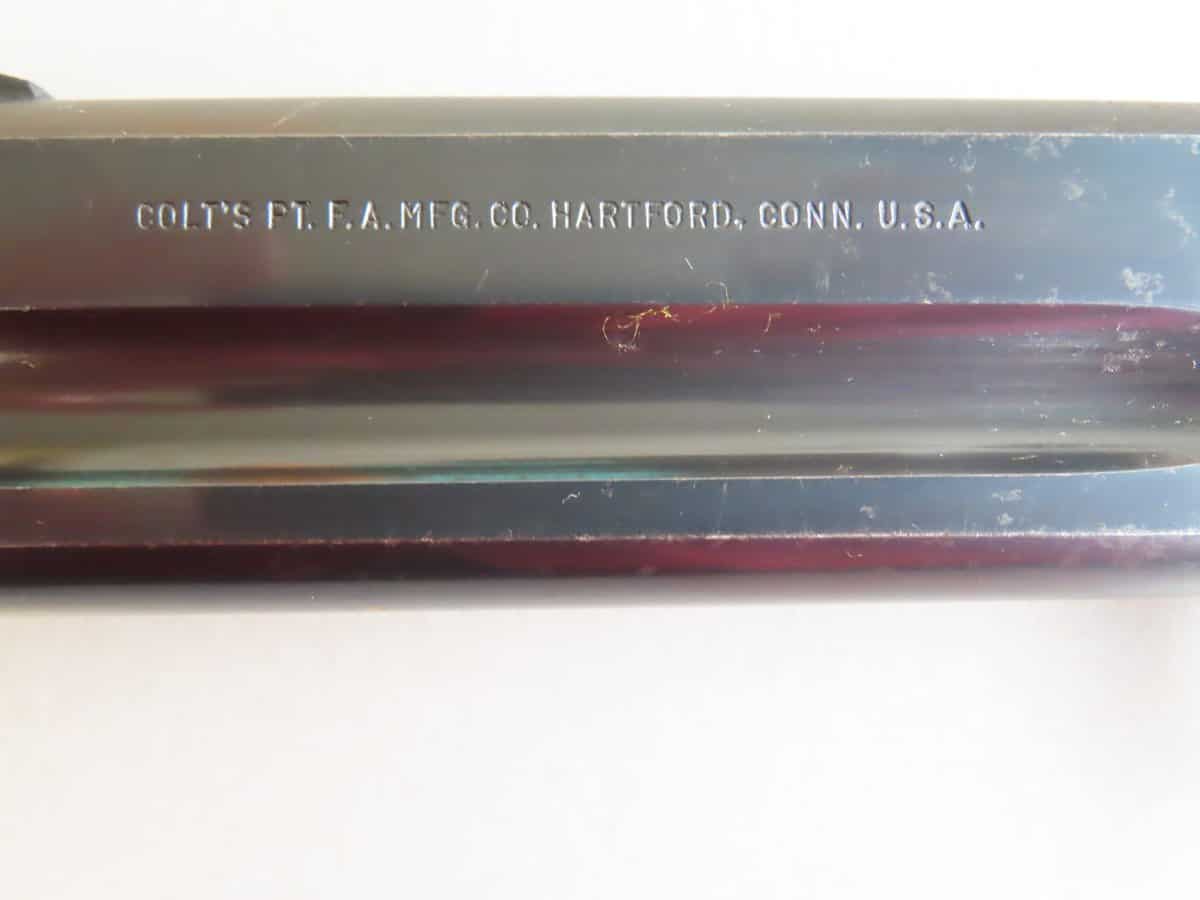 COLT'S PT. F.A. MFG. CO. HARTFORD, CONN. U.S.A.